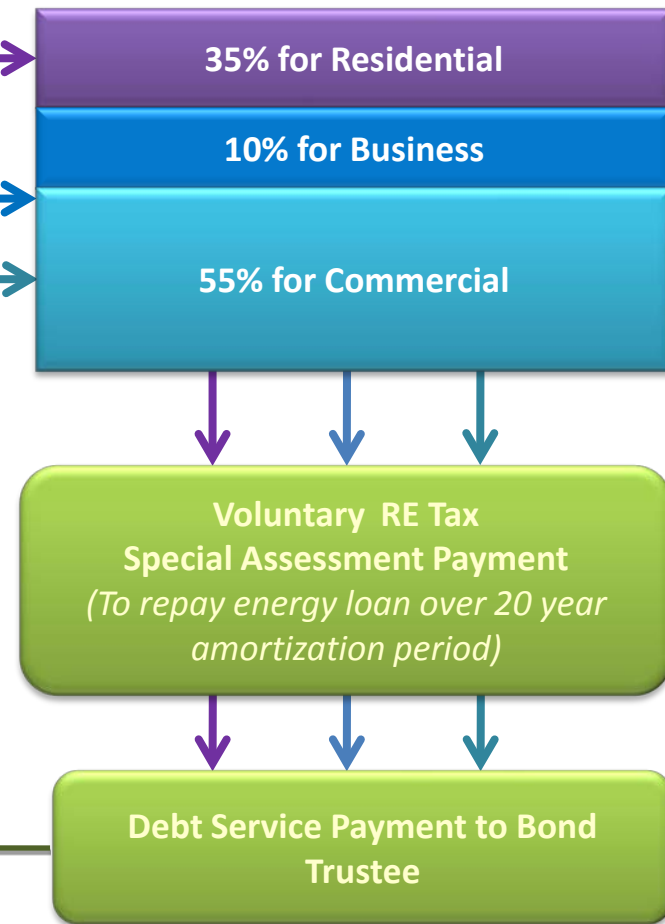 35% for Residential
10% for Business
55% for Commercial
Voluntary RE Tax
Special Assessment Payment
(To repay energy loan over 20 year
amortization period)
Debt Service Payment to Bond
Trustee